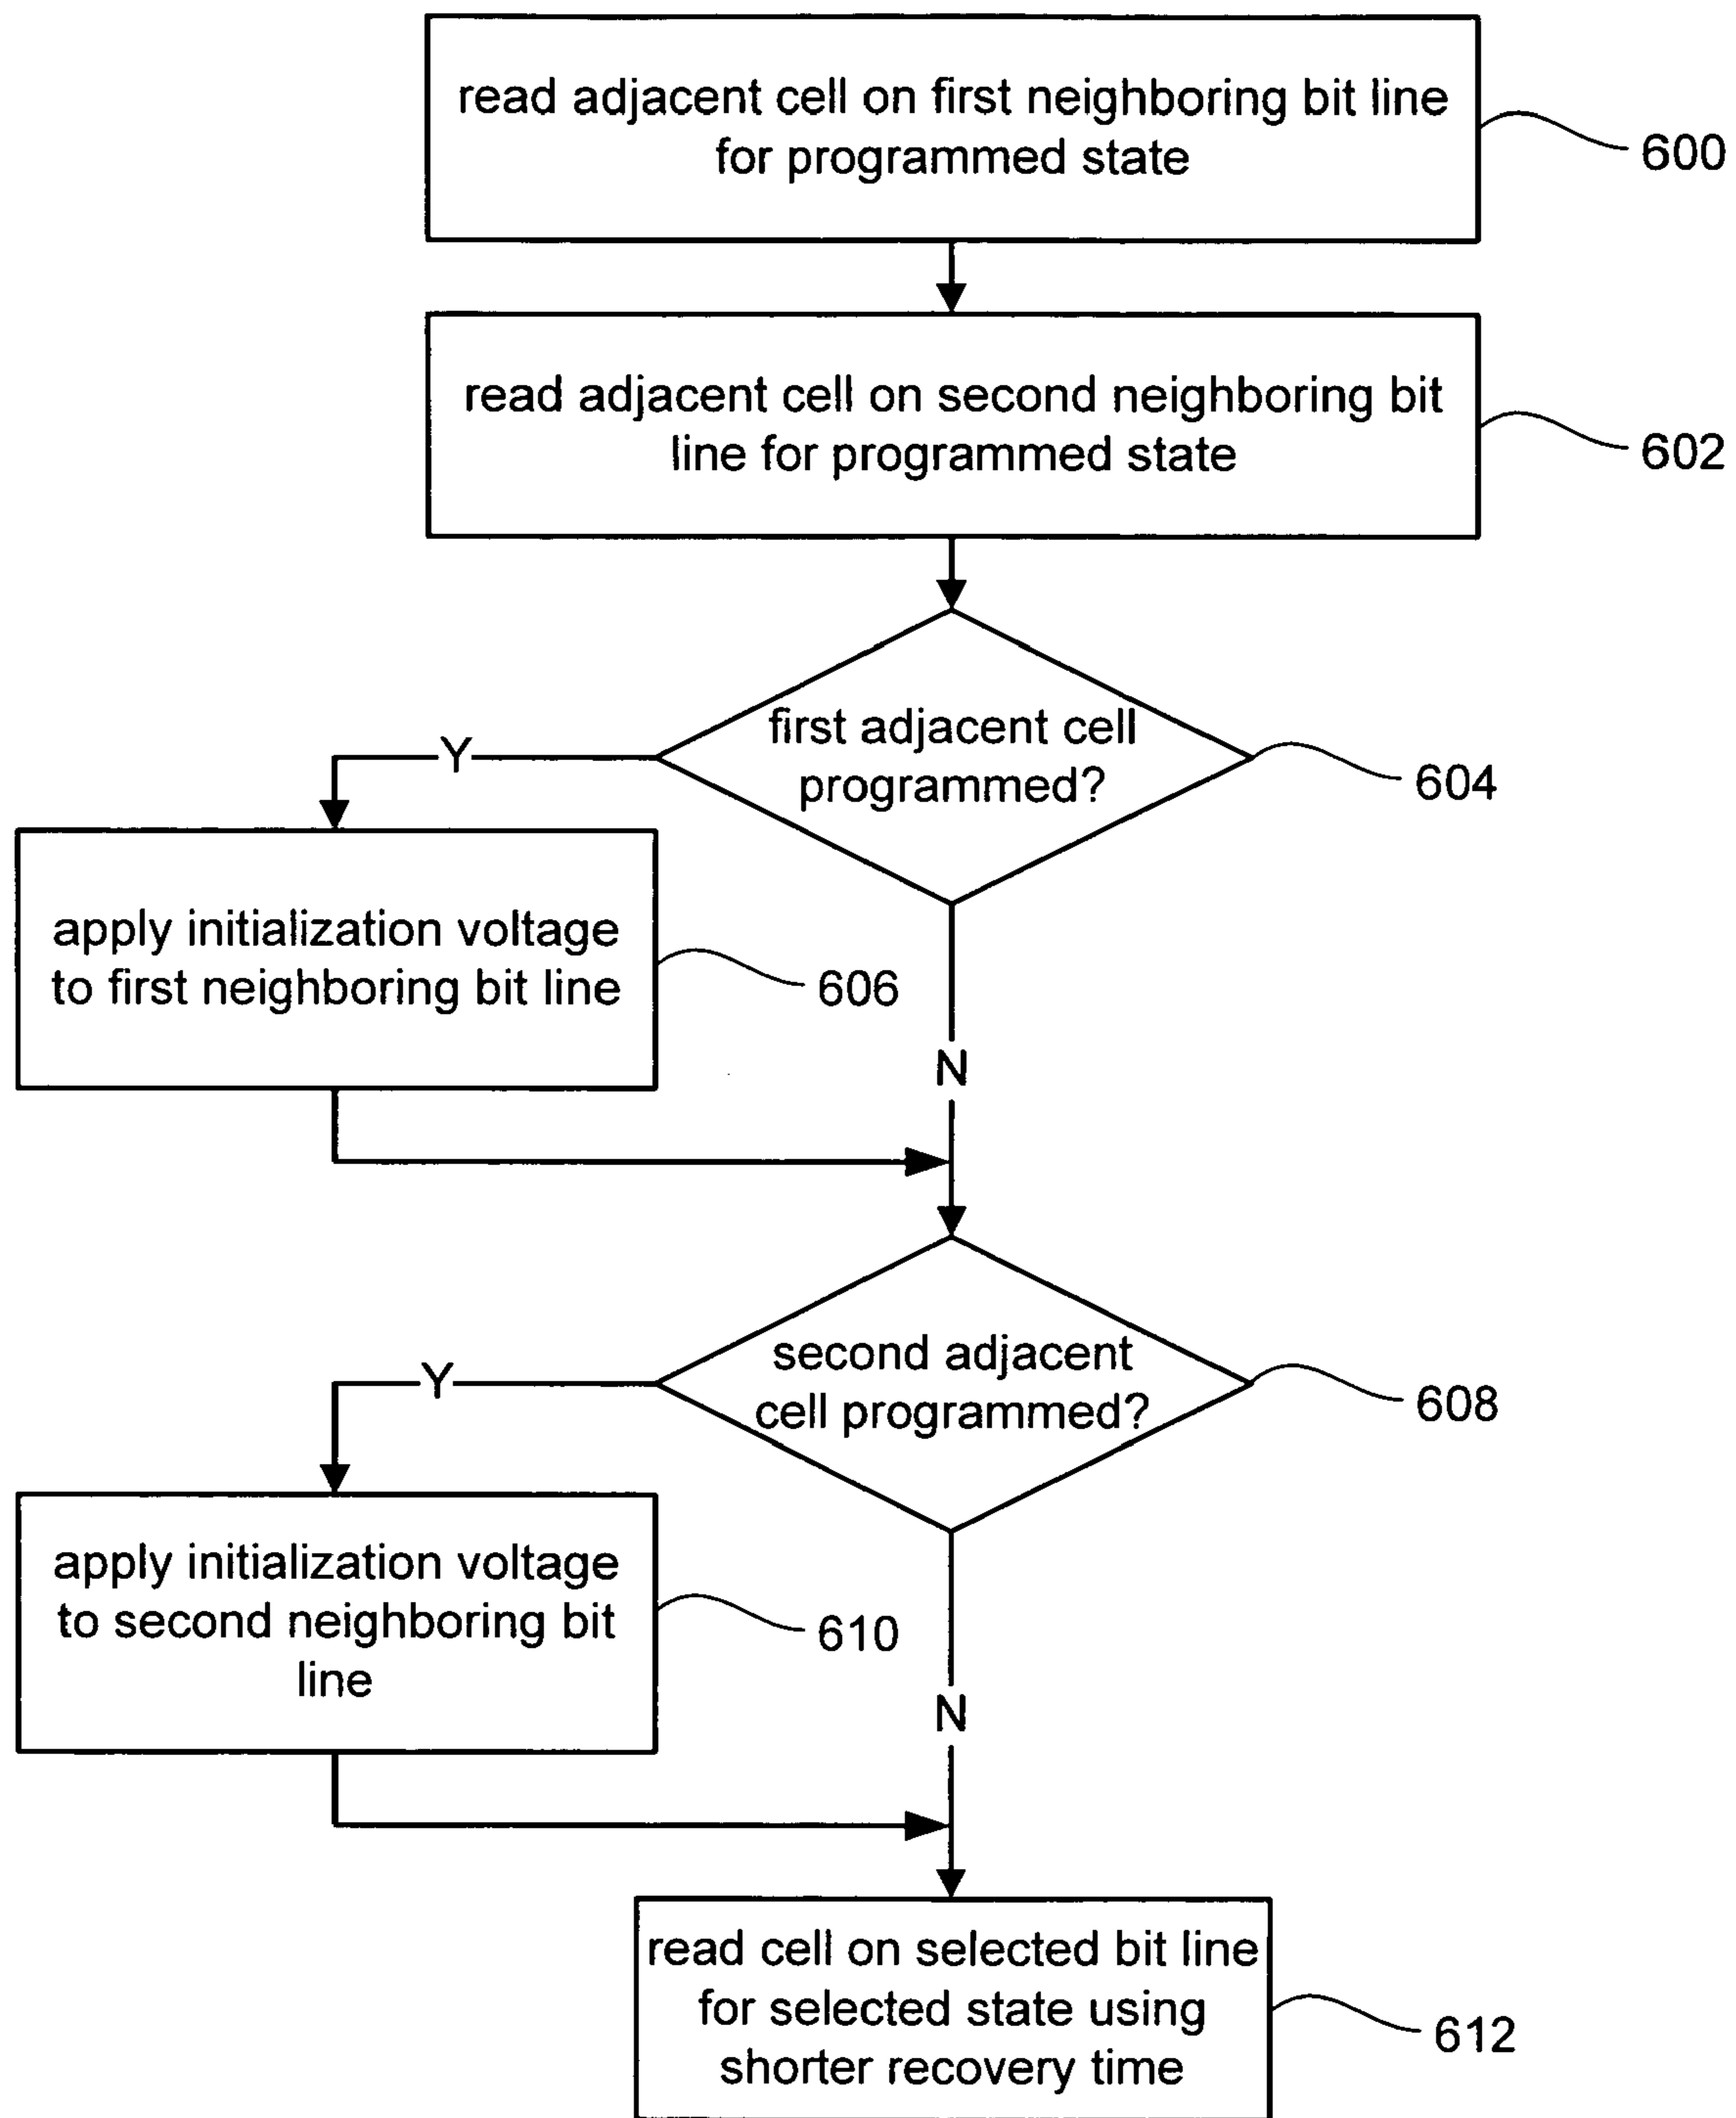 read adjacent cell on first neighboring bit line
for programmed state
600
read adjacent cell on second neighboring bit
line for programmed state
602
first adjacent cell
programmed?
604
Y
apply initialization voltage
to first neighboring bit line
606
N
second adjacent
cell programmed?
608
Y
apply initialization voltage
to second neighboring bit
line
610
N
read cell on selected bit line
for selected state using
shorter recovery time
612